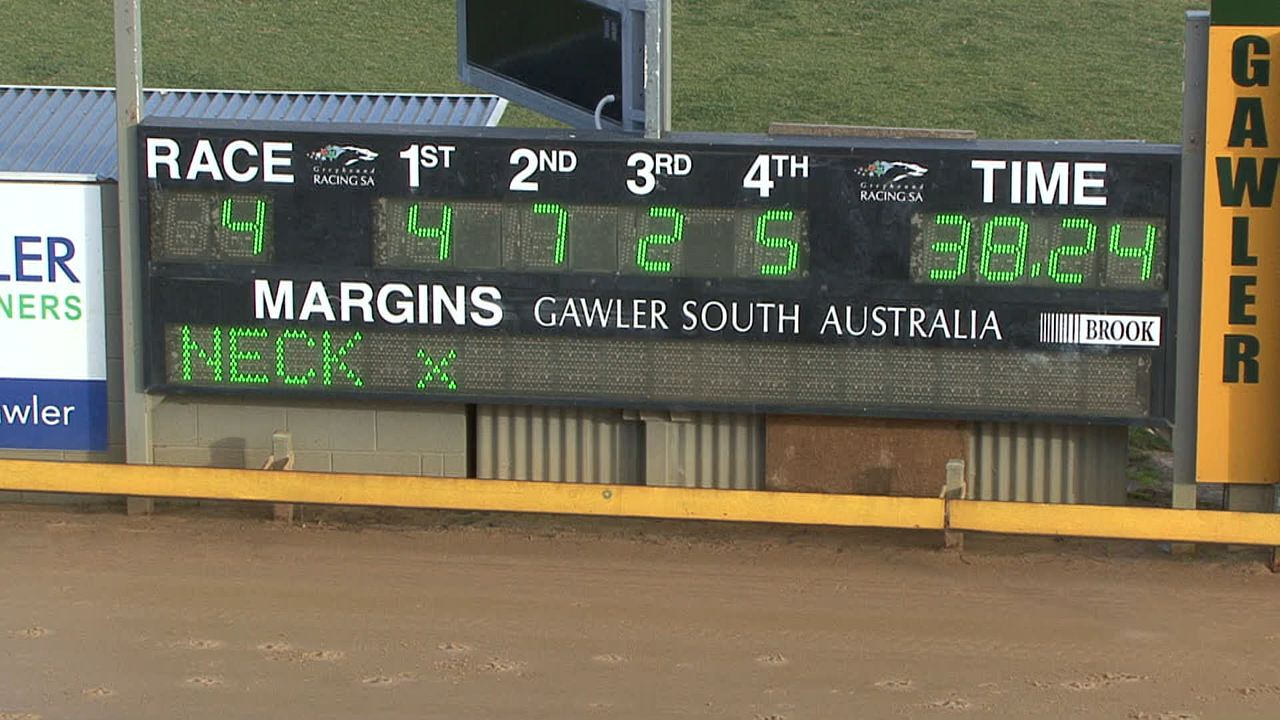 RACE 1ST 2ND 3RD 4TH TIME
Greyhound RACING SA Greyhound RACING SA
4 4 7 2 5 38.24
MARGINS GAWLER SOUTH AUSTRALIA BROOK
NECK x
LER
NERS
awler
GAWLER